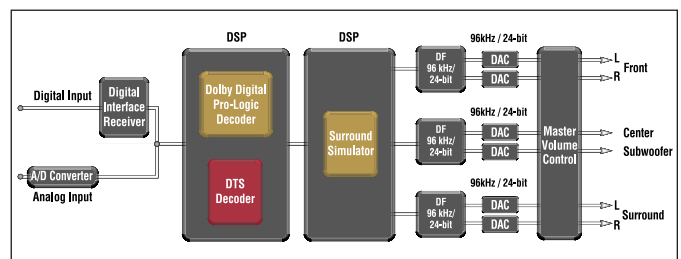 DSP
DSP
96kHz / 24-bit
Digital Input
Digital
Interface
Receiver
A/D Converter
Analog Input
Dolby Digital
Pro-Logic
Decoder
DTS
Decoder
Surround
Simulator
DF
96 kHz/
24-bit
DAC
DAC
96kHz / 24-bit
DF
96 kHz/
24-bit
DAC
DAC
96kHz / 24-bit
DF
96 kHz/
24-bit
DAC
DAC
Master
Volume
Control
L
Front
R
Center
Subwoofer
L
Surround
R